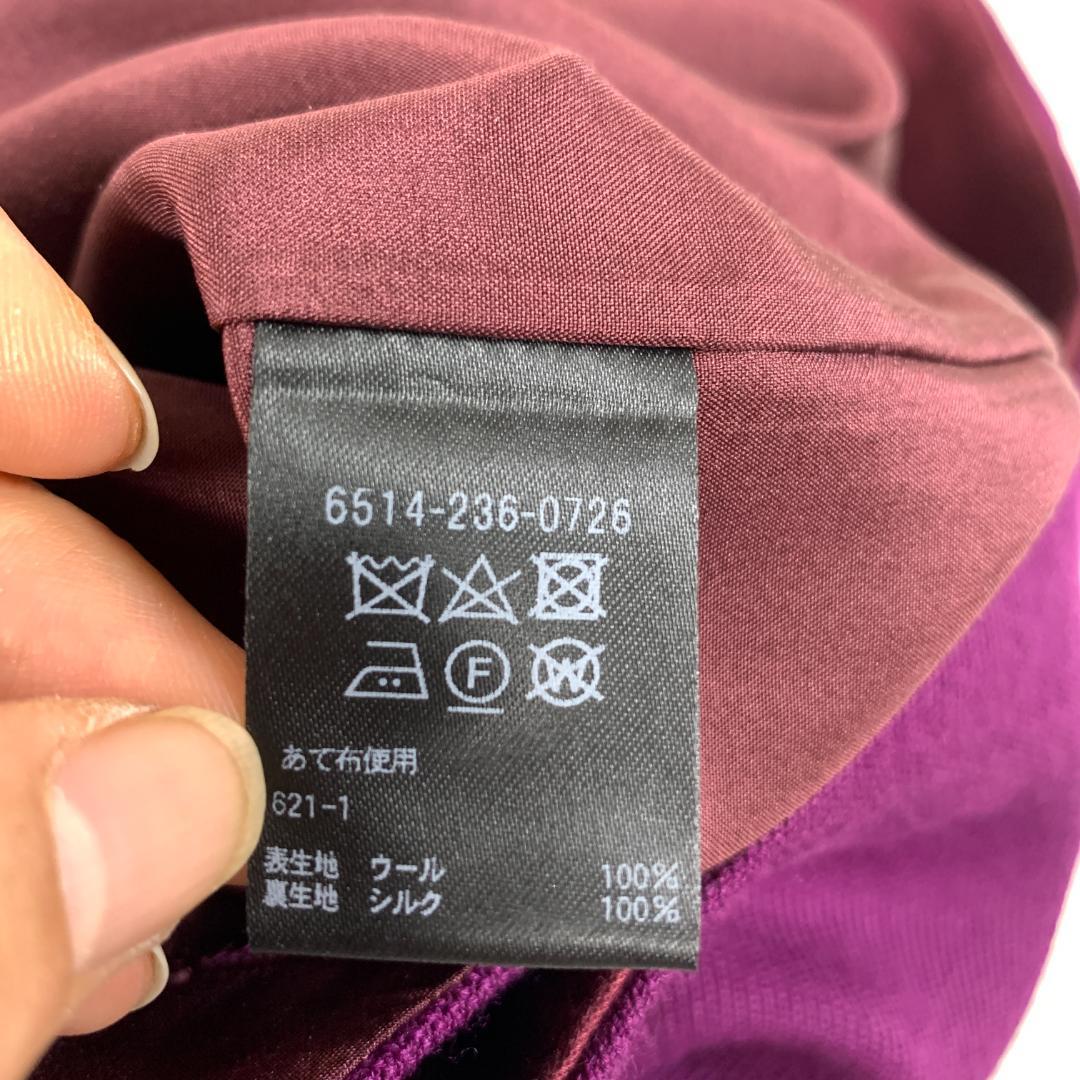 6514-236-0726
F W
あて布使用
621-1
表生地 ウール 100%
裏生地 シルク 100%